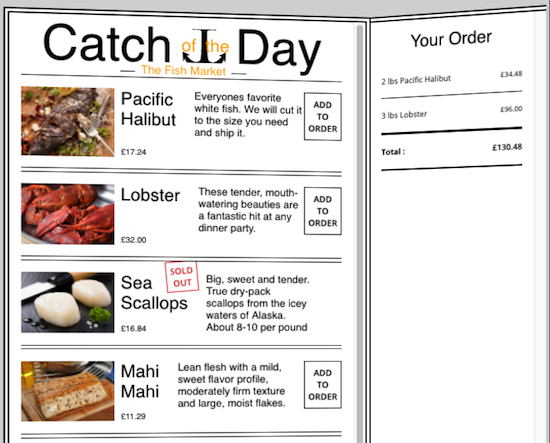 Catch of the Day
The Fish Market
Pacific
Halibut
£17.24
Everyones favorite
white fish. We will cut it
to the size you need
and ship it.
ADD
TO
ORDER
Lobster
£32.00
These tender, mouth-
watering beauties are
a fantastic hit at any
dinner party.
ADD
TO
ORDER
Sea
Scallops
£16.84
SOLD
OUT
Big, sweet and tender.
True dry-pack
scallops from the icey
waters of Alaska.
About 8-10 per pound
Mahi
Mahi
£11.29
Lean flesh with a mild,
sweet flavor profile,
moderately firm texture
and large, moist flakes.
ADD
TO
ORDER
Your Order
2 lbs Pacific Halibut £34.48
3 lbs Lobster £96.00
Total : £130.48